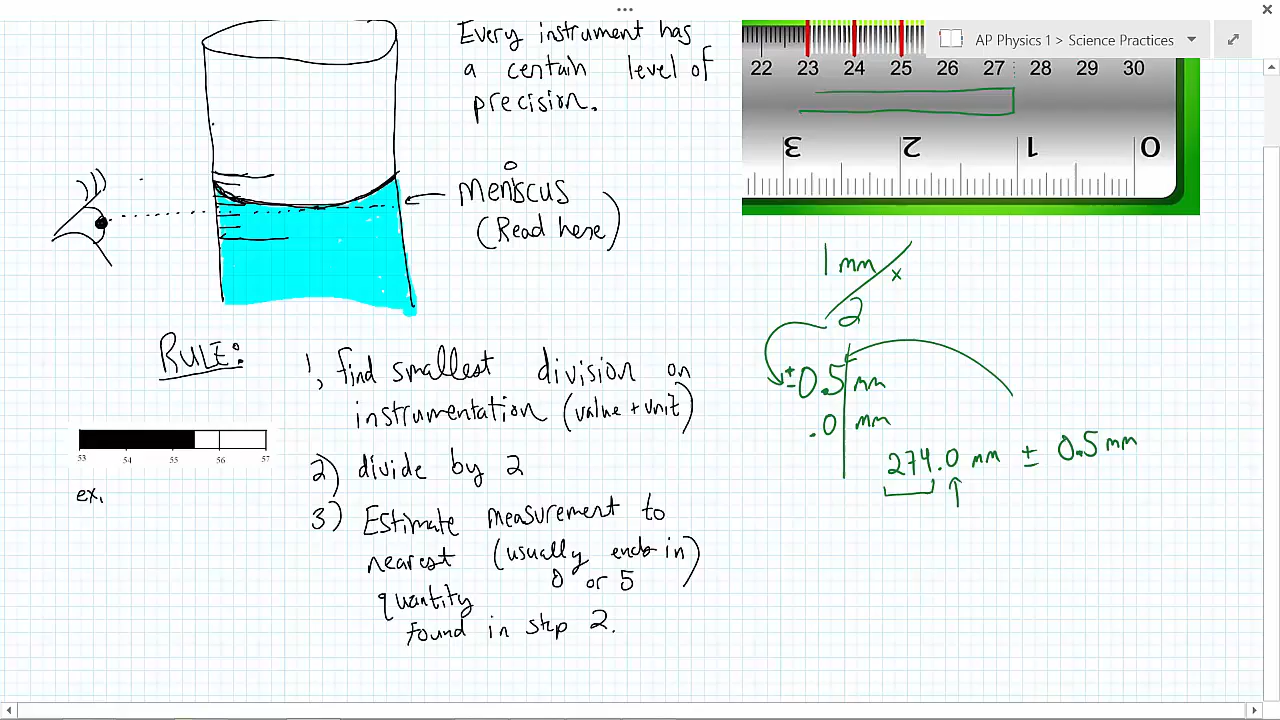 Every instrument has
a certain level of
precision.
AP Physics 1 > Science Practices
22 23 24 25 26 27 28 29 30
3 2 1 0
Meniscus
(Read here)
RULE:
1, find smallest division on
instrumentation (value + unit)
2) divide by 2
3) Estimate measurement to
nearest (usually ends in
0 or 5)
quantity
found in step 2.
53 54 55 56 57
ex,
1 mm
x
2
±0.5 mm
.0 mm
274.0 mm ± 0.5 mm